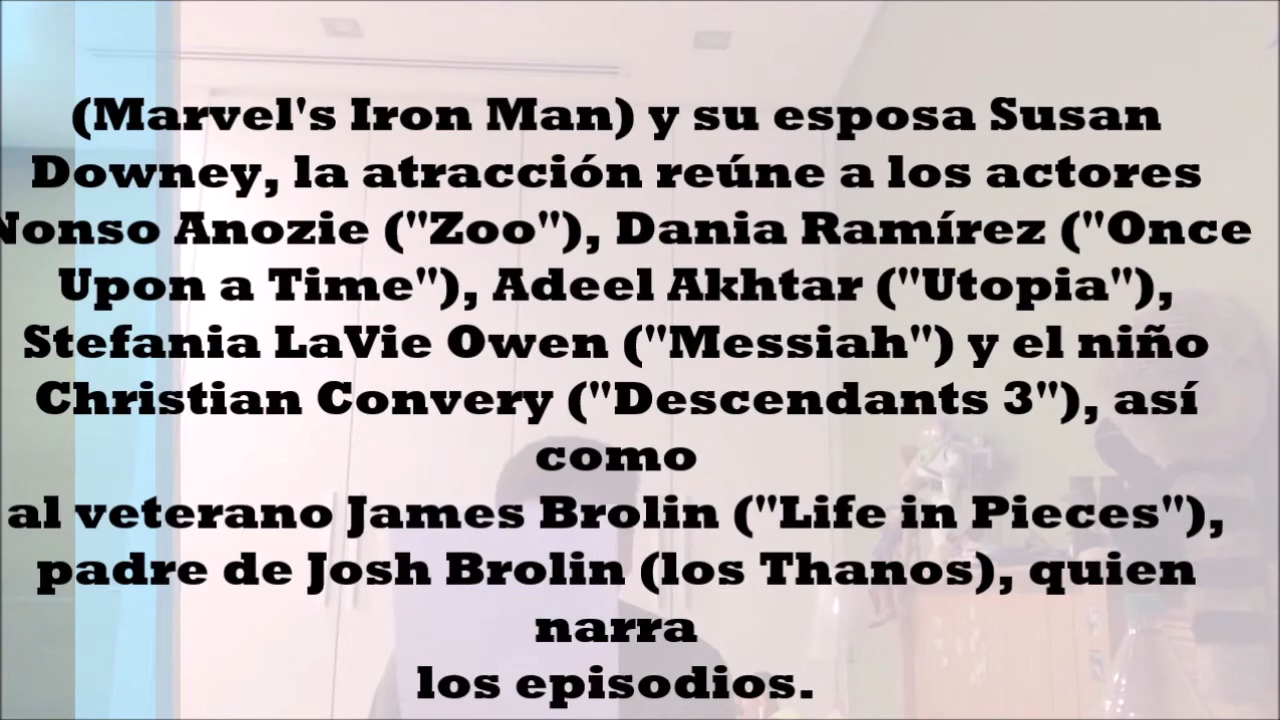 (Marvel's Iron Man) y su esposa Susan
Downey, la atracción reúne a los actores
Nonso Anozie ("Zoo"), Dania Ramírez ("Once
Upon a Time"), Adeel Akhtar ("Utopia"),
Stefania LaVie Owen ("Messiah") y el niño
Christian Convery ("Descendants 3"), así
como
al veterano James Brolin ("Life in Pieces"),
padre de Josh Brolin (los Thanos), quien
narra
los episodios.